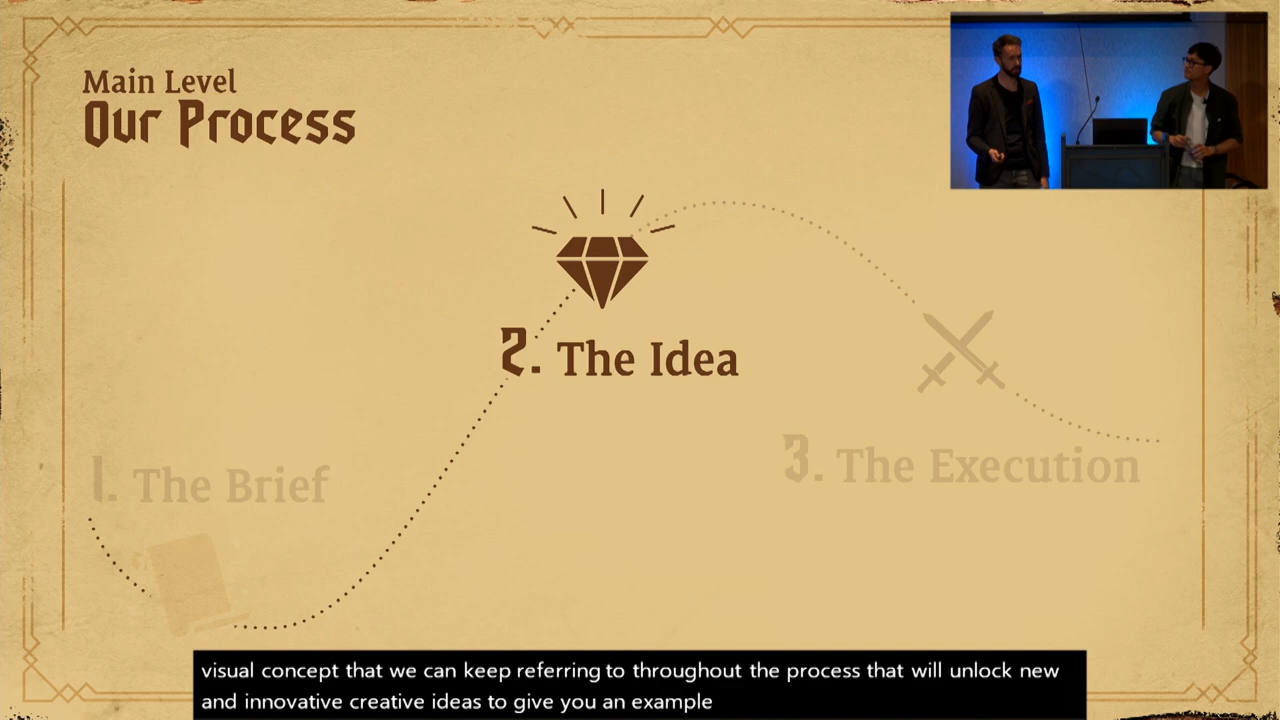 Main Level
Our Process
2. The Idea
1. The Brief
3. The Execution
visual concept that we can keep referring to throughout the process that will unlock new
and innovative creative ideas to give you an example